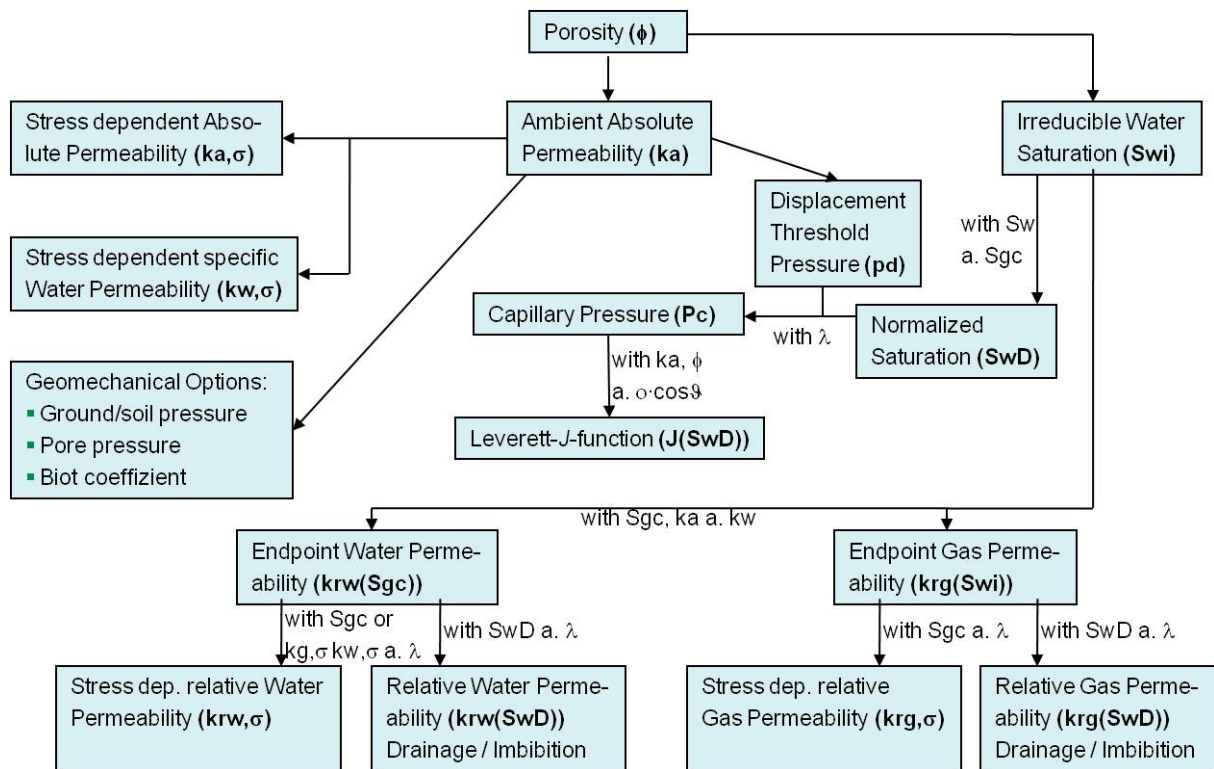 Porosity (ϕ)
Stress dependent Abso-
lute Permeability (ka,σ)
Ambient Absolute
Permeability (ka)
Irreducible Water
Saturation (Swi)
Displacement
Threshold
Pressure (pd)
with Sw
a. Sgc
Stress dependent specific
Water Permeability (kw,σ)
Capillary Pressure (Pc)
with λ
Normalized
Saturation (SwD)
with ka, ϕ
a. σ·cosϑ
Geomechanical Options:
▪ Ground/soil pressure
▪ Pore pressure
▪ Biot coeffizient
Leverett-J-function (J(SwD))
with Sgc, ka a. kw
Endpoint Water Perme-
ability (krw(Sgc))
Endpoint Gas Perme-
ability (krg(Swi))
with Sgc or
kg,σ kw,σ a. λ
with SwD a. λ
with Sgc a. λ
with SwD a. λ
Stress dep. relative Water
Permeability (krw,σ)
Relative Water Perme-
ability (krw(SwD))
Drainage / Imbibition
Stress dep. relative
Gas Permeability (krg,σ)
Relative Gas Perme-
ability (krg(SwD))
Drainage / Imbibition